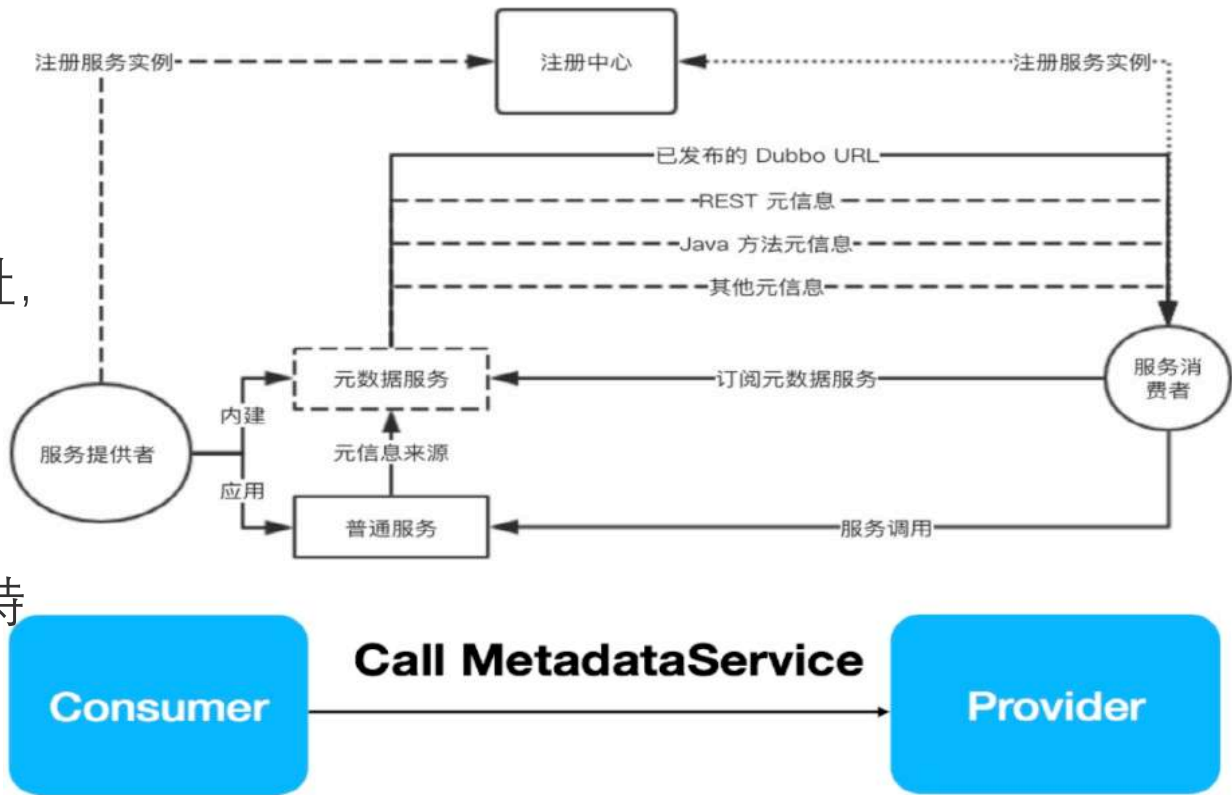 注册服务实例
注册中心
注册服务实例
已发布的 Dubbo URL
REST 元信息
Java 方法元信息
其他元信息
元数据服务
订阅元数据服务
服务消
费者
内建
服务提供者
元信息来源
应用
普通服务
服务调用
Call MetadataService
Consumer
Provider